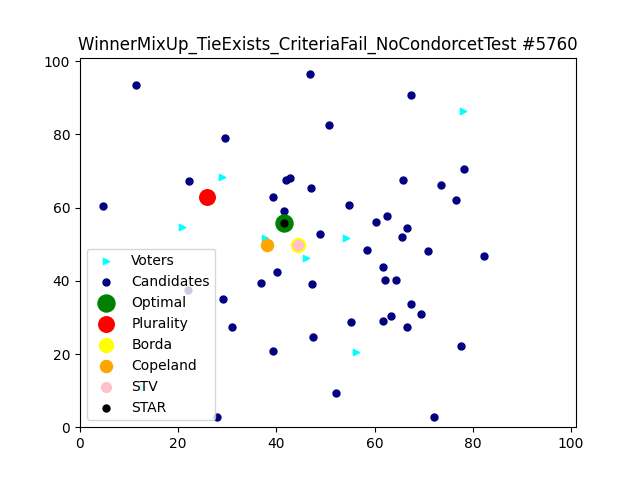 WinnerMixUp_TieExists_CriteriaFail_NoCondorcetTest #5760
100
80
60
40
20
0
Voters
Candidates
Optimal
Plurality
Borda
Copeland
STV
STAR
0 20 40 60 80 100